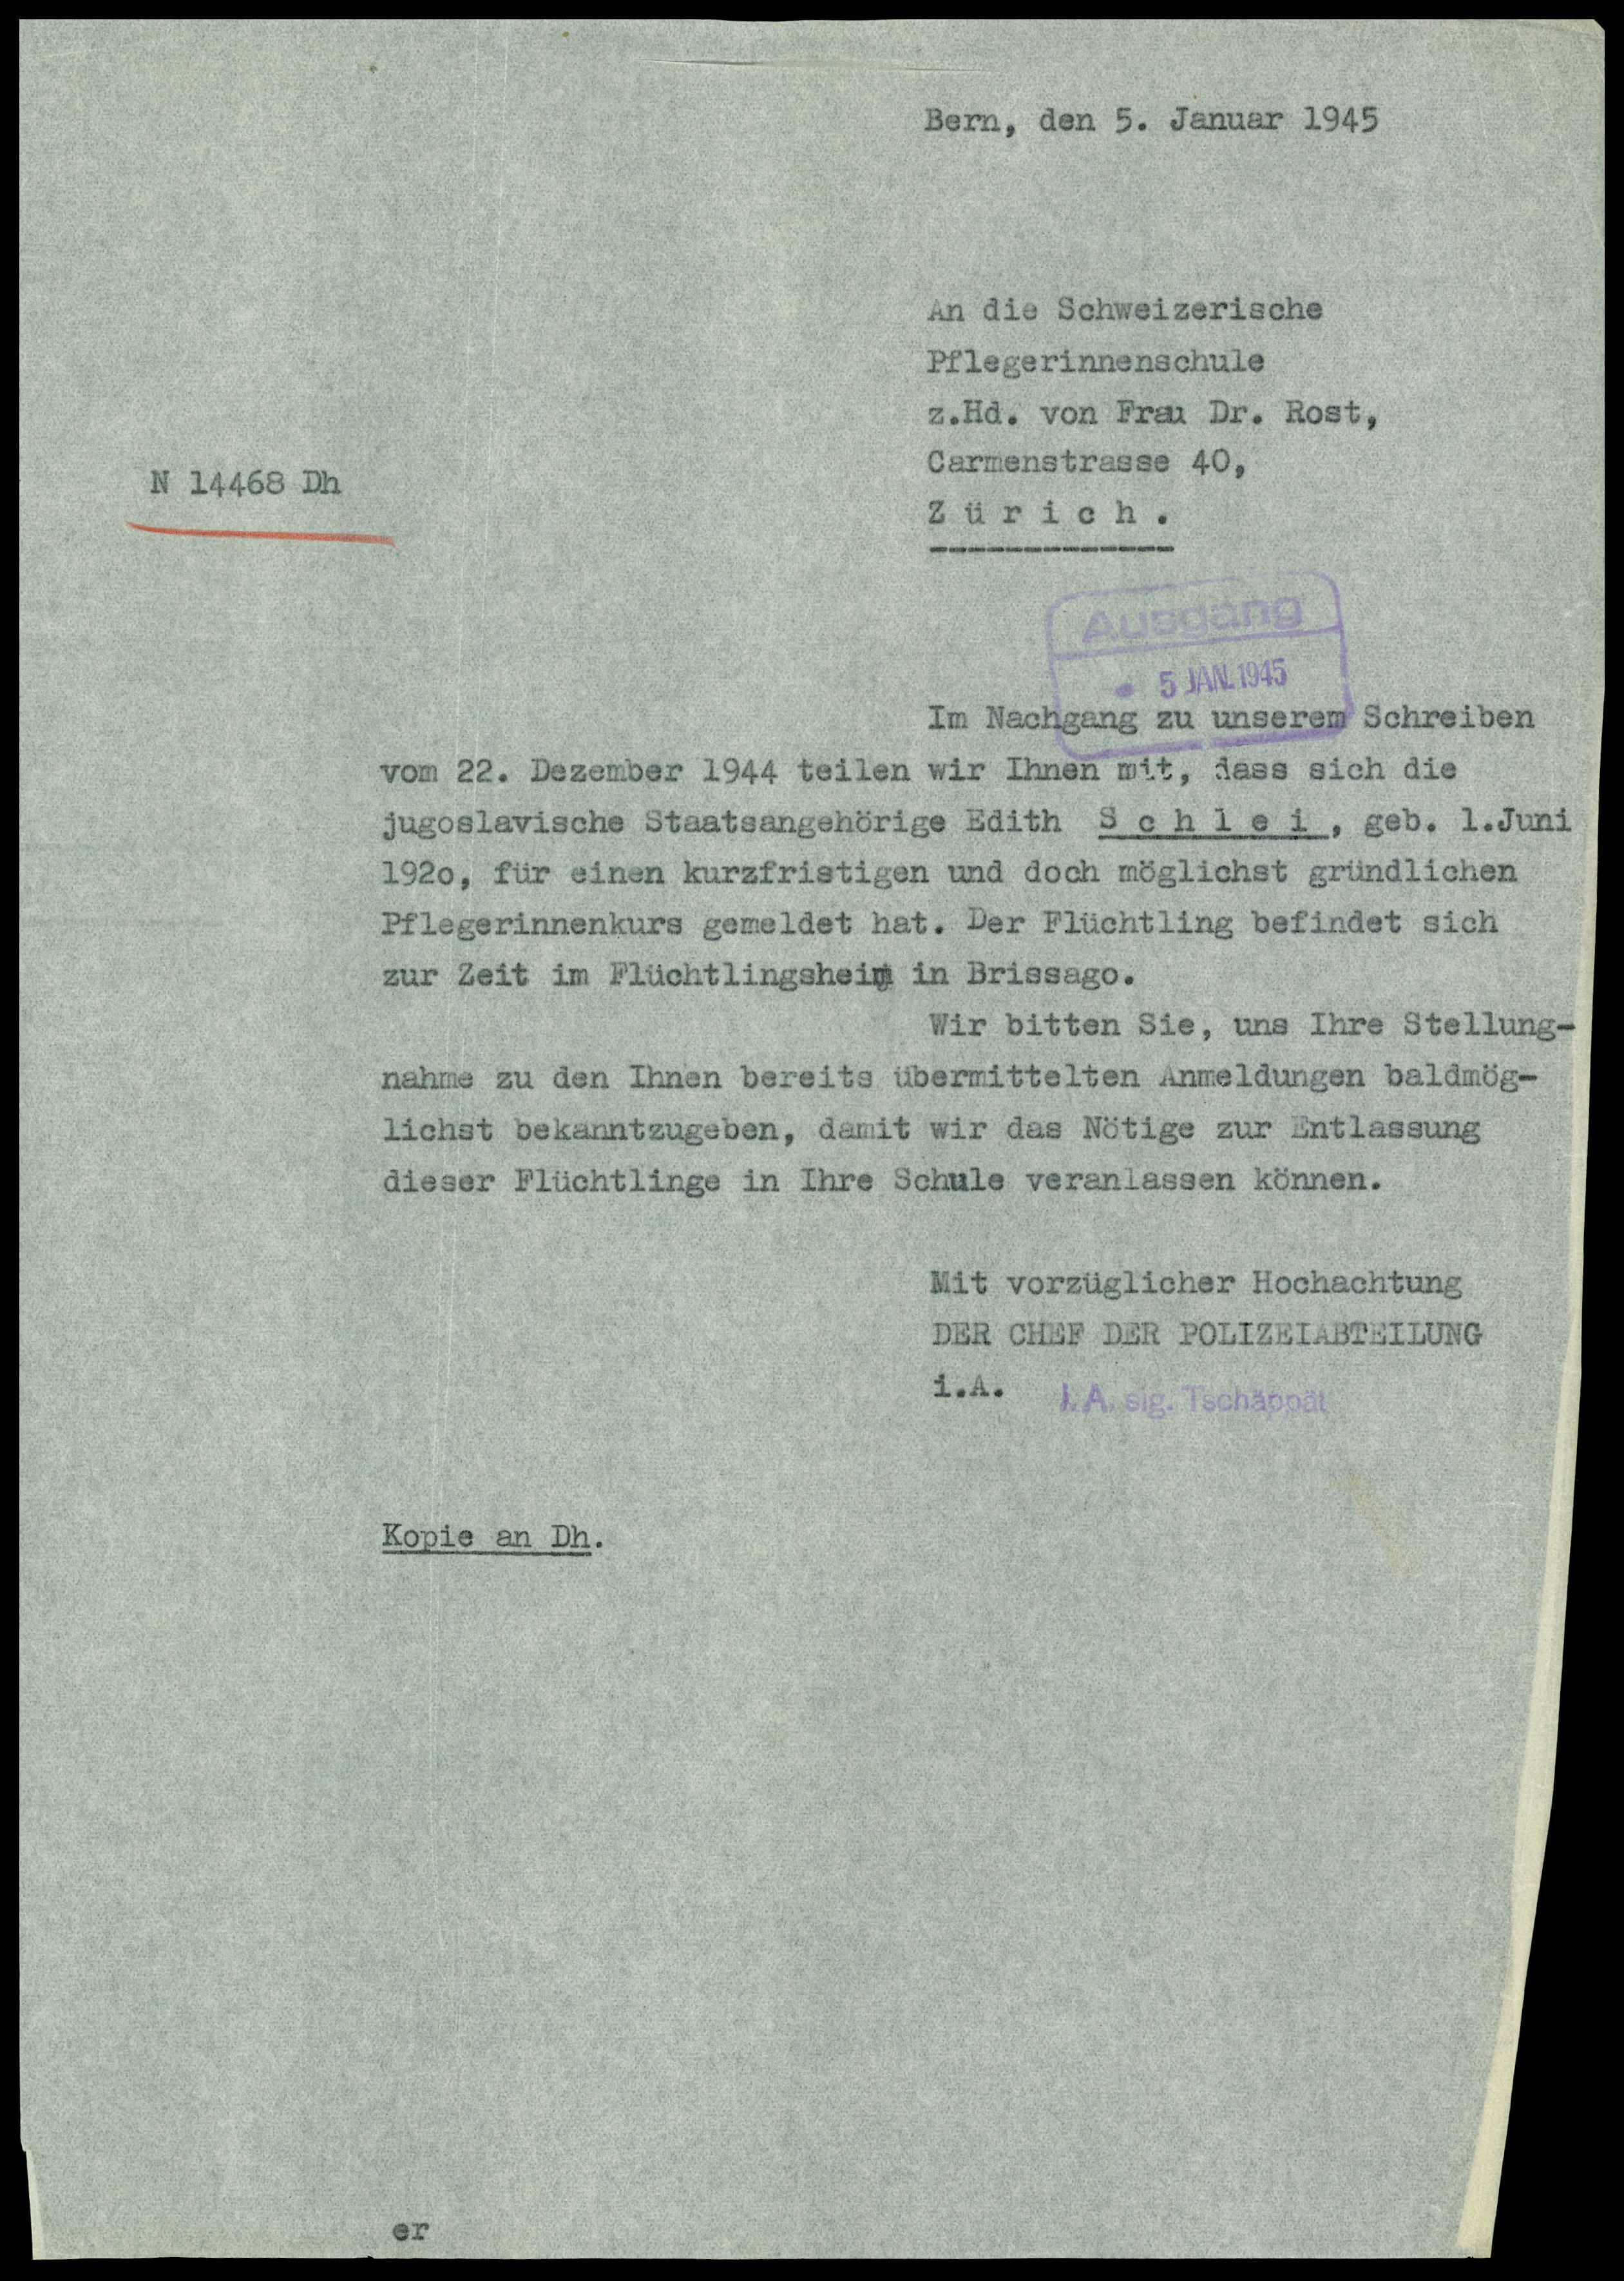 Bern, den 5. Januar 1945
An die Schweizerische
Pflegerinnenschule
z.Hd. von Frau Dr. Rost,
Carmenstrasse 40,
N 14468 Dh
Z ü r i c h .
Ausgang
5 JAN. 1945
Im Nachgang zu unserem Schreiben
vom 22. Dezember 1944 teilen wir Ihnen mit, dass sich die
jugoslavische Staatsangehörige Edith S c h l e i , geb. 1.Juni
192o, für einen kurzfristigen und doch möglichst gründlichen
Pflegerinnenkurs gemeldet hat. Der Flüchtling befindet sich
zur Zeit im Flüchtlingsheim in Brissago.
Wir bitten Sie, uns Ihre Stellung-
nahme zu den Ihnen bereits übermittelten Anmeldungen baldmög-
lichst bekanntzugeben, damit wir das Nötige zur Entlassung
dieser Flüchtlinge in Ihre Schule veranlassen können.
Mit vorzüglicher Hochachtung
DER CHEF DER POLIZEIABTEILUNG
i.A. I. A. sig. Tschäppät
Kopie an Dh.
er